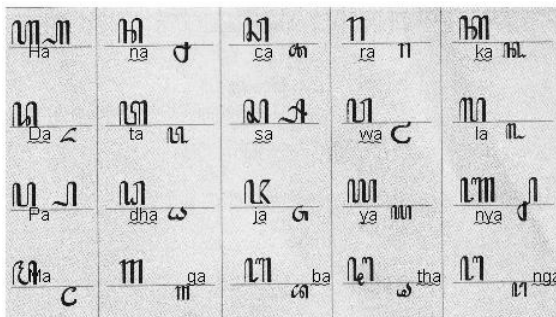 ꦲ ꧀ꦲ ꦤ ꧀ꦤ ꦕ ꧀ꦕ ꦫ ꧀ꦫ ꦏ ꧀ꦏ
Ha na ca ra ka
ꦢ ꧀ꦢ ꦠ ꧀ꦠ ꦱ ꧀ꦱ ꦮ ꧀ꦮ ꦭ ꧀ꦭ
Da ta sa wa la
ꦥ ꧀ꦥ ꦝ ꧀ꦝ ꦗ ꧀ꦗ ꦪ ꧀ꦪ ꦚ ꧀ꦚ
Pa dha ja ya nya
ꦩ ꧀ꦩ ꦒ ꧀ꦒ ꦧ ꧀ꦧ ꦛ ꧀ꦛ ꦔ ꧀ꦔ
Ma ga ba tha nga